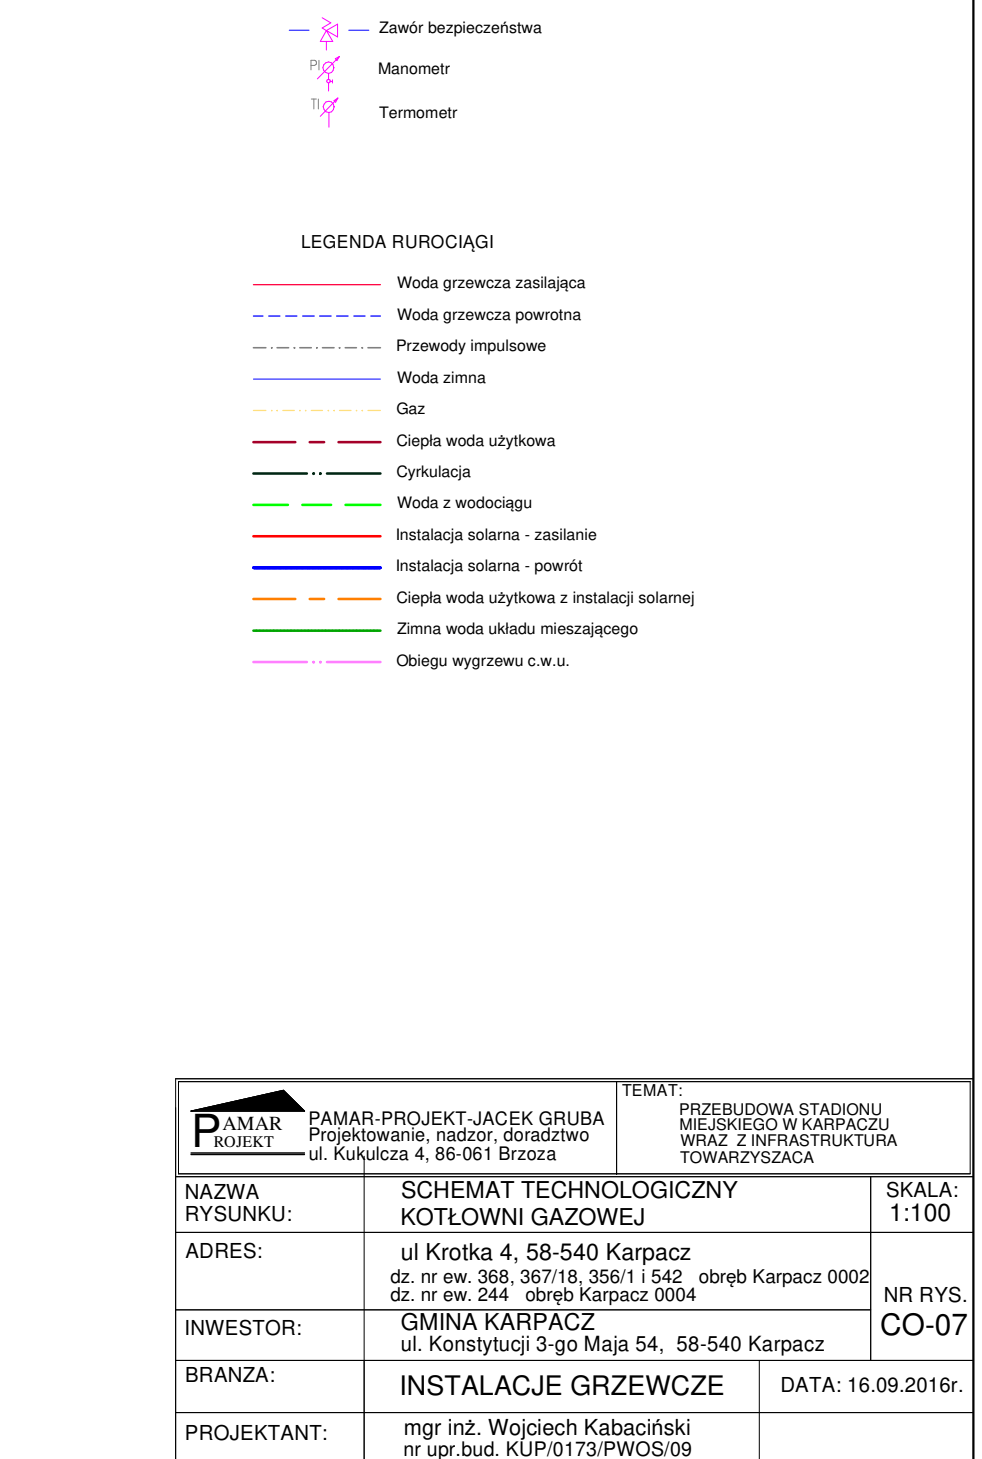 Zawór bezpieczeństwa
PI
Manometr
TI
Termometr
LEGENDA RUROCIĄGI
Woda grzewcza zasilająca
Woda grzewcza powrotna
Przewody impulsowe
Woda zimna
Gaz
Ciepła woda użytkowa
Cyrkulacja
Woda z wodociągu
Instalacja solarna - zasilanie
Instalacja solarna - powrót
Ciepła woda użytkowa z instalacji solarnej
Zimna woda układu mieszającego
Obiegu wygrzewu c.w.u.
PAMAR
ROJEKT
PAMAR-PROJEKT-JACEK GRUBA
Projektowanie, nadzor, doradztwo
ul. Kukulcza 4, 86-061 Brzoza
TEMAT:
PRZEBUDOWA STADIONU
MIEJSKIEGO W KARPACZU
WRAZ Z INFRASTRUKTURA
TOWARZYSZACA
NAZWA
RYSUNKU:
SCHEMAT TECHNOLOGICZNY
KOTŁOWNI GAZOWEJ
SKALA:
1:100
ADRES:
ul Krotka 4, 58-540 Karpacz
dz. nr ew. 368, 367/18, 356/1 i 542 obręb Karpacz 0002
dz. nr ew. 244 obręb Karpacz 0004
NR RYS.
CO-07
INWESTOR:
GMINA KARPACZ
ul. Konstytucji 3-go Maja 54, 58-540 Karpacz
BRANZA:
INSTALACJE GRZEWCZE
DATA: 16.09.2016r.
PROJEKTANT:
mgr inż. Wojciech Kabaciński
nr upr.bud. KUP/0173/PWOS/09